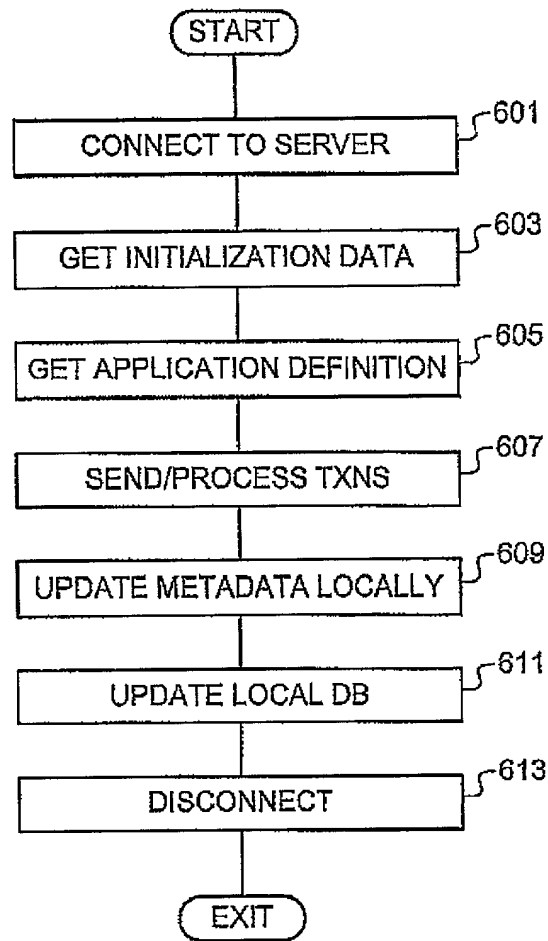 START
601
CONNECT TO SERVER
603
GET INITIALIZATION DATA
605
GET APPLICATION DEFINITION
607
SEND/PROCESS TXNS
609
UPDATE METADATA LOCALLY
611
UPDATE LOCAL DB
613
DISCONNECT
EXIT